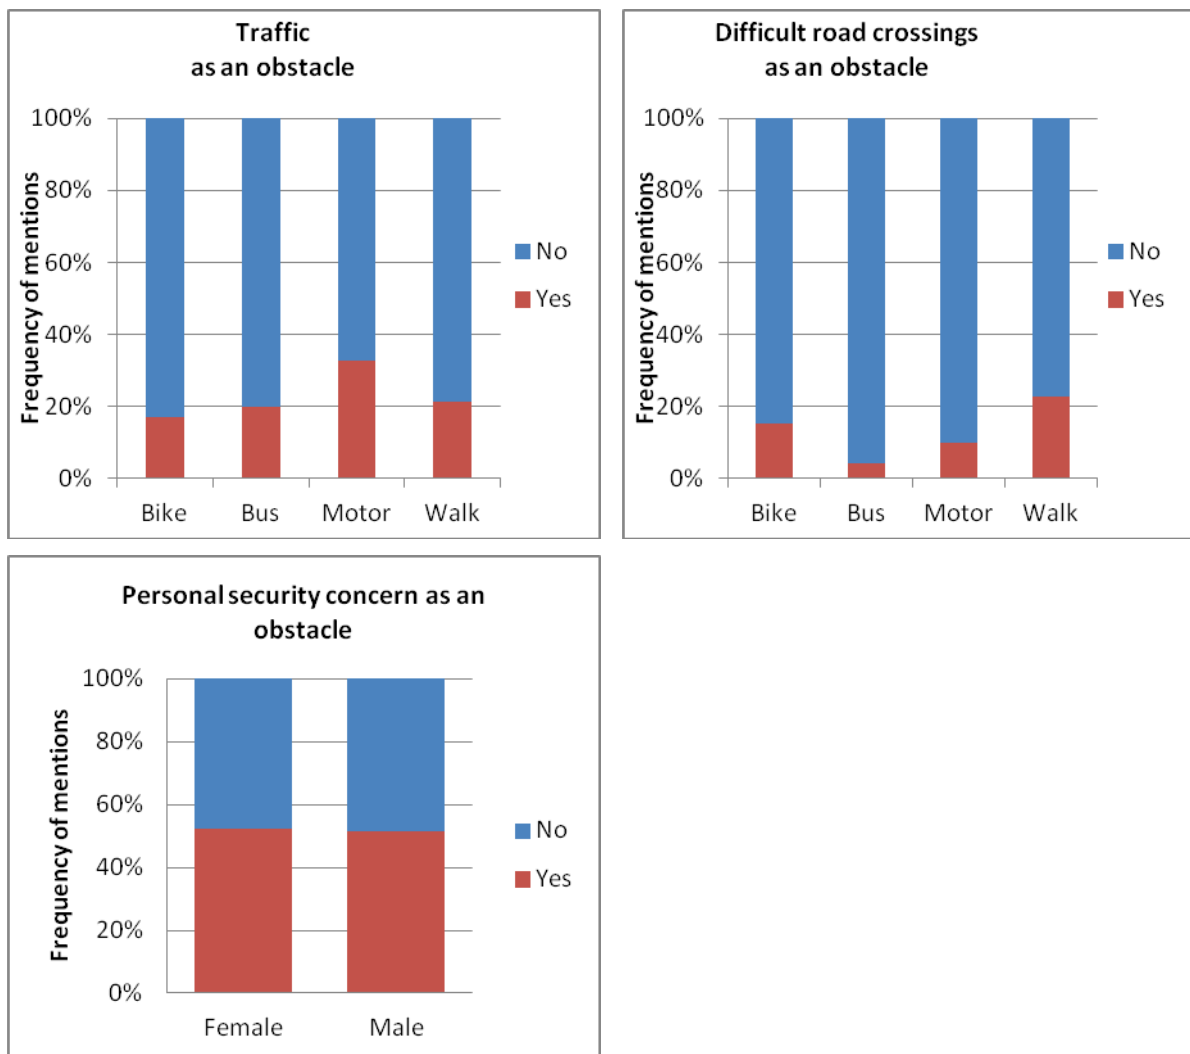 Traffic
as an obstacle
Frequency of mentions
100%
80%
60%
40%
20%
0%
Bike Bus Motor Walk
No
Yes
Difficult road crossings
as an obstacle
Frequency of mentions
100%
80%
60%
40%
20%
0%
Bike Bus Motor Walk
No
Yes
Personal security concern as an
obstacle
Frequency of mentions
100%
80%
60%
40%
20%
0%
Female Male
No
Yes